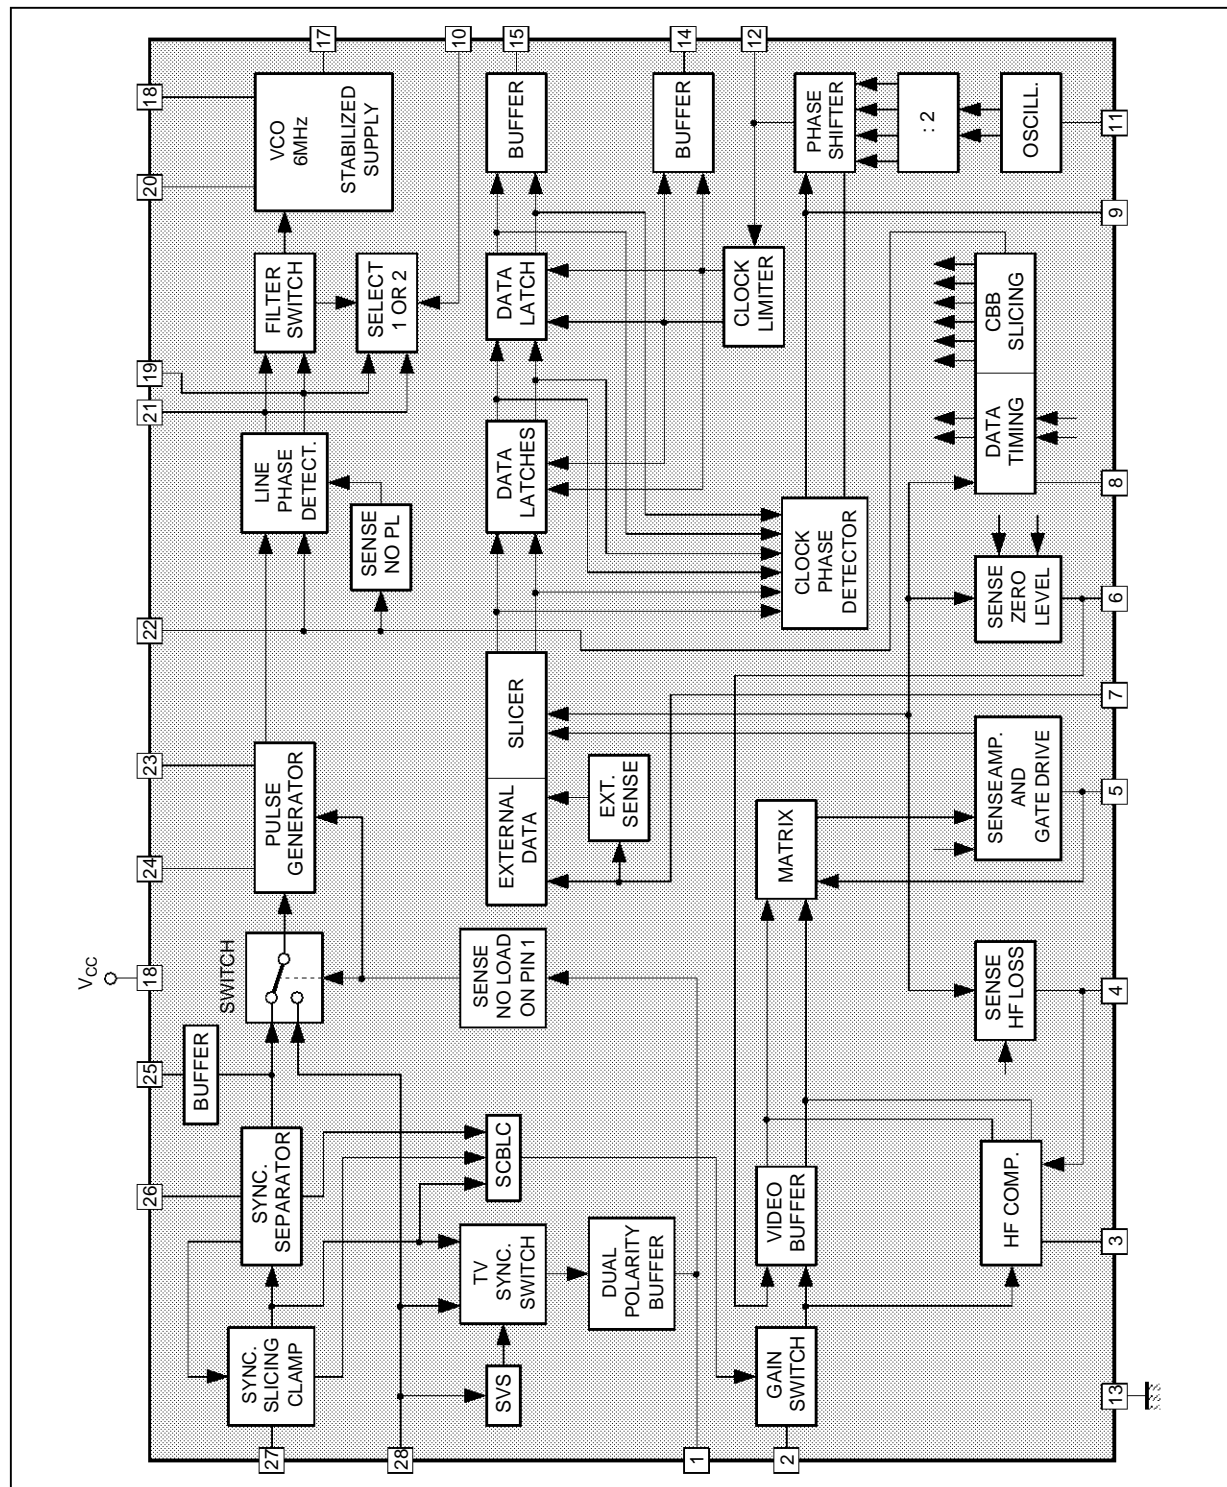 VCC
26
25
18
24
23
22
21
19
20
18
BUFFER
SWITCH
27
SYNC.
SLICING
CLAMP
SYNC.
SEPARATOR
PULSE
GENERATOR
LINE
PHASE
DETECT.
FILTER
SWITCH
VCO
6MHz
STABILIZED
SUPPLY
17
28
SENSE
NO PL
SELECT
1 OR 2
10
SVS
TV
SYNC.
SWITCH
SCBLC
SENSE
NO LOAD
ON PIN 1
EXTERNAL
DATA
SLICER
DATA
LATCHES
DATA
LATCH
BUFFER
15
DUAL
POLARITY
BUFFER
EXT.
SENSE
1
BUFFER
14
2
GAIN
SWITCH
VIDEO
BUFFER
MATRIX
CLOCK
PHASE
DETECTOR
CLOCK
LIMITER
12
PHASE
SHIFTER
: 2
OSCILL.
HF COMP.
SENSE
HF LOSS
SENSE AMP.
AND
GATE DRIVE
SENSE
ZERO
LEVEL
DATA
TIMING
CBB
SLICING
13
3
4
5
7
6
8
9
11